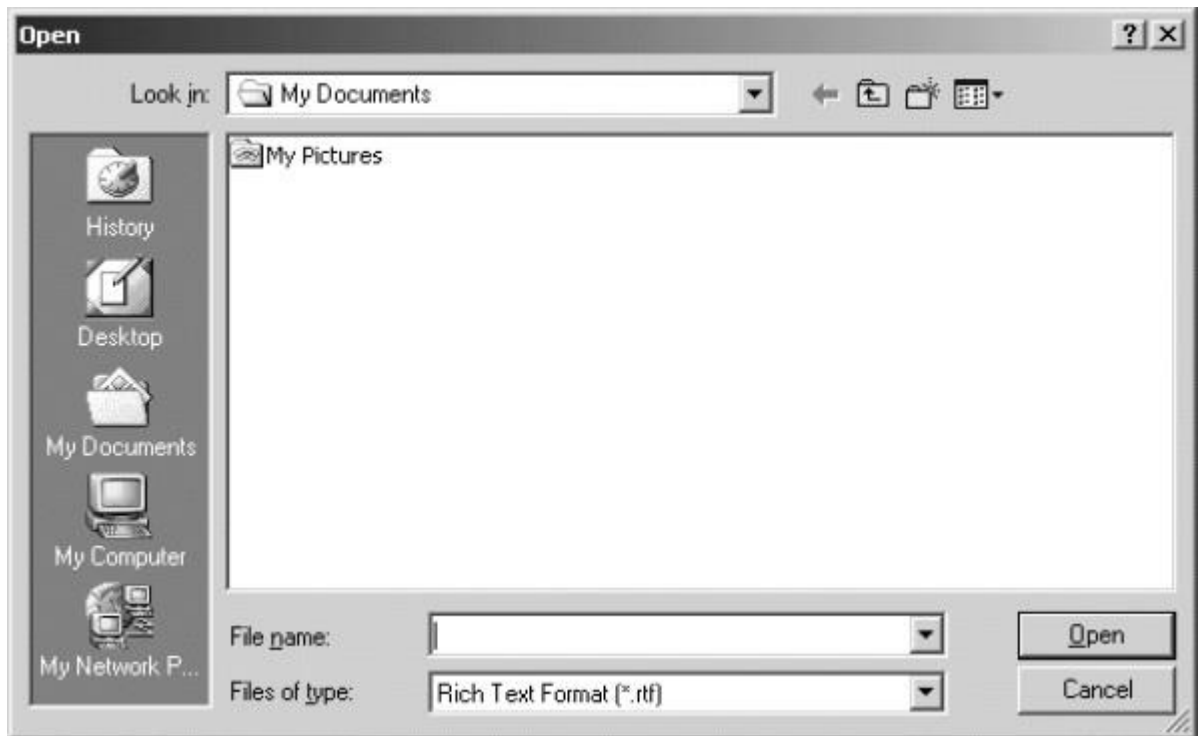 Open
Look in: My Documents
My Pictures
History
Desktop
My Documents
My Computer
My Network P...
File name:
Open
Files of type: Rich Text Format (*.rtf)
Cancel